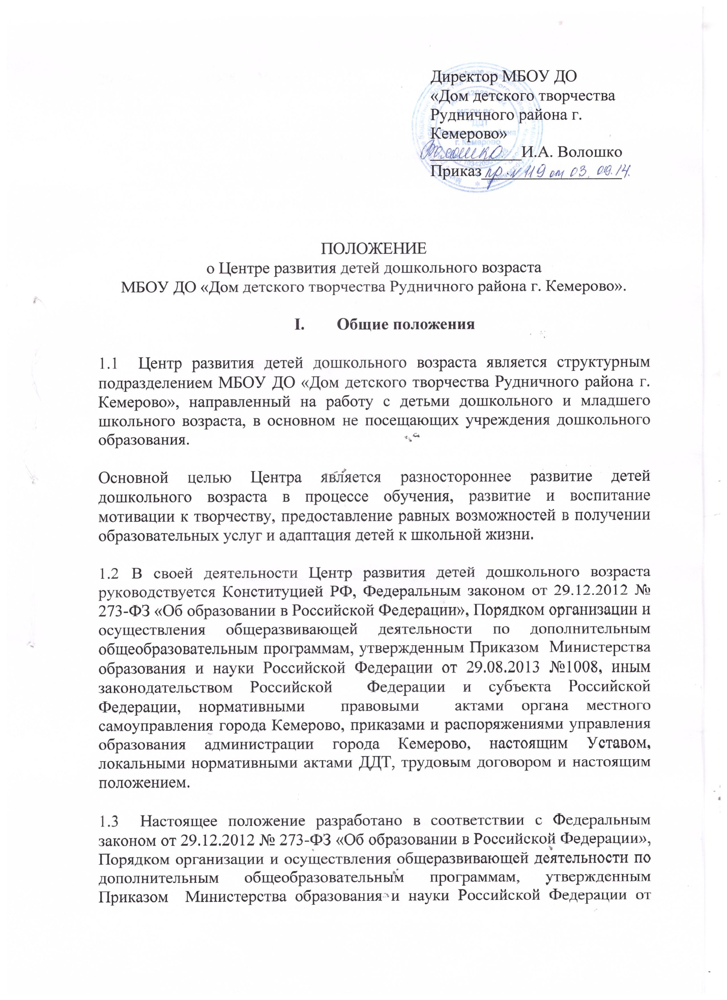 Директор МБОУ ДО
«Дом детского творчества
Рудничного района г.
Кемерово»
Волошко И.А. Волошко
Приказ пр. № 119 от 03.09.14.
ПОЛОЖЕНИЕ
о Центре развития детей дошкольного возраста
МБОУ ДО «Дом детского творчества Рудничного района г. Кемерово».
I. Общие положения
1.1 Центр развития детей дошкольного возраста является структурным
подразделением МБОУ ДО «Дом детского творчества Рудничного района г.
Кемерово», направленный на работу с детьми дошкольного и младшего
школьного возраста, в основном не посещающих учреждения дошкольного
образования.
Основной целью Центра является разностороннее развитие детей
дошкольного возраста в процессе обучения, развитие и воспитание
мотивации к творчеству, предоставление равных возможностей в получении
образовательных услуг и адаптация детей к школьной жизни.
1.2 В своей деятельности Центр развития детей дошкольного возраста
руководствуется Конституцией РФ, Федеральным законом от 29.12.2012 №
273-ФЗ «Об образовании в Российской Федерации», Порядком организации и
осуществления общеразвивающей деятельности по дополнительным
общеобразовательным программам, утвержденным Приказом Министерства
образования и науки Российской Федерации от 29.08.2013 №1008, иным
законодательством Российской Федерации и субъекта Российской
Федерации, нормативными правовыми актами органа местного
самоуправления города Кемерово, приказами и распоряжениями управления
образования администрации города Кемерово, настоящим Уставом,
локальными нормативными актами ДДТ, трудовым договором и настоящим
положением.
1.3 Настоящее положение разработано в соответствии с Федеральным
законом от 29.12.2012 № 273-ФЗ «Об образовании в Российской Федерации»,
Порядком организации и осуществления общеразвивающей деятельности по
дополнительным общеобразовательным программам, утвержденным
Приказом Министерства образования и науки Российской Федерации от